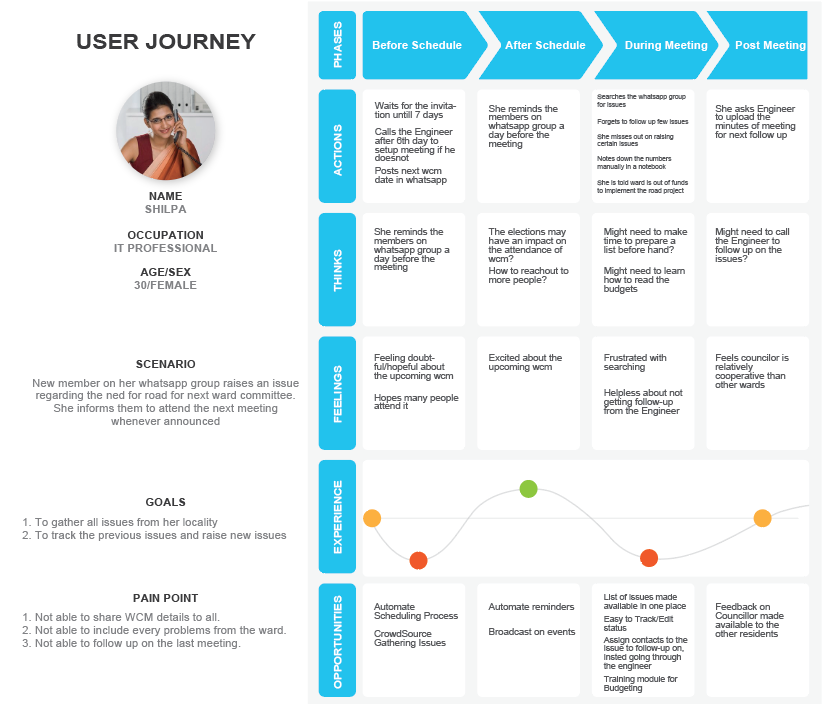 USER JOURNEY
NAME
SHILPA
OCCUPATION
IT PROFESSIONAL
AGE/SEX
30/FEMALE
SCENARIO
New member on her whatsapp group raises an issue
regarding the ned for road for next ward committee.
She informs them to attend the next meeting
whenever announced
GOALS
1. To gather all issues from her locality
2. To track the previous issues and raise new issues
PAIN POINT
1. Not able to share WCM details to all.
2. Not able to include every problems from the ward.
3. Not able to follow up on the last meeting.
PHASES
Before Schedule
After Schedule
During Meeting
Post Meeting
ACTIONS
Waits for the invita-
tion untill 7 days
Calls the Engineer
after 6th day to
setup meeting if he
doesnot
Posts next wcm
date in whatsapp
She reminds the
members on
whatsapp group a
day before the
meeting
Searches the whatsapp group
for issues
Forgets to follow up few issues
She misses out on raising
certain issues
Notes down the numbers
manually in a notebook
She is told ward is out of funds
to implement the road project
She asks Engineer
to upload the
minutes of meeting
for next follow up
THINKS
She reminds the
members on
whatsapp group a
day before the
meeting
The elections may
have an impact on
the attendance of
wcm?
How to reachout to
more people?
Might need to make
time to prepare a
list before hand?
Might need to learn
how to read the
budgets
Might need to call
the Engineer to
follow up on the
issues?
FEELINGS
Feeling doubt-
ful/hopeful about
the upcoming wcm
Hopes many people
attend it
Excited about the
upcoming wcm
Frustrated with
searching
Helpless about not
getting follow-up
from the Engineer
Feels councilor is
relatively
cooperative than
other wards
EXPERIENCE
OPPORTUNITIES
Automate
Scheduling Process
CrowdSource
Gathering Issues
Automate reminders
Broadcast on events
List of issues made
available in one place
Easy to Track/Edit
status
Assign contacts to the
issue to follow-up on,
insted going through
the engineer
Training module for
Budgeting
Feedback on
Councillor made
available to the
other residents